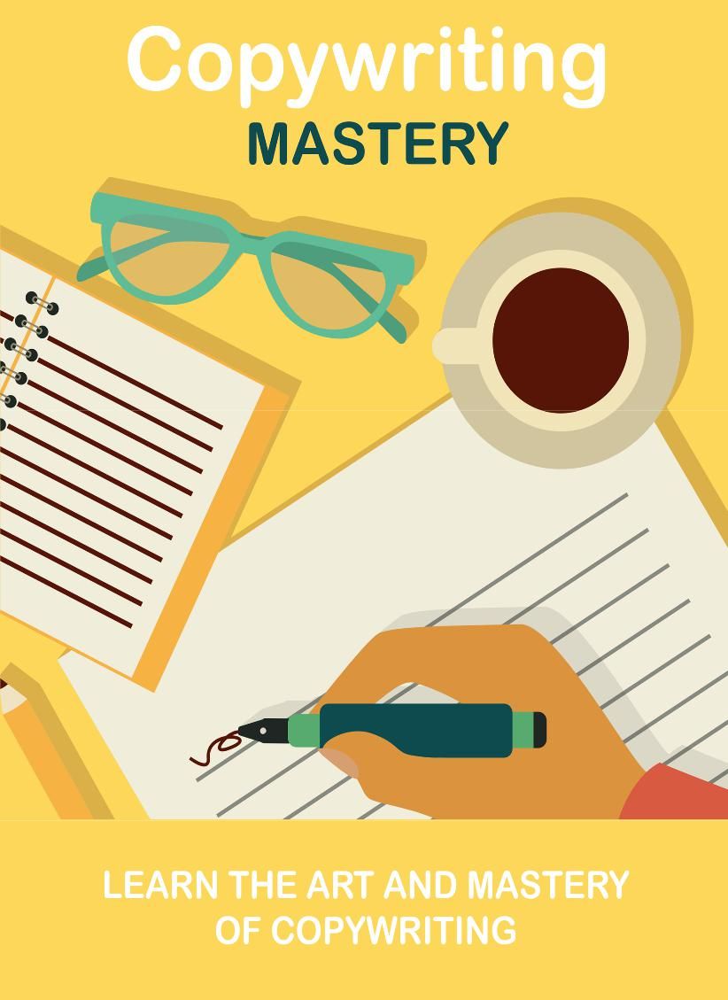 Copywriting
MASTERY
LEARN THE ART AND MASTERY
OF COPYWRITING